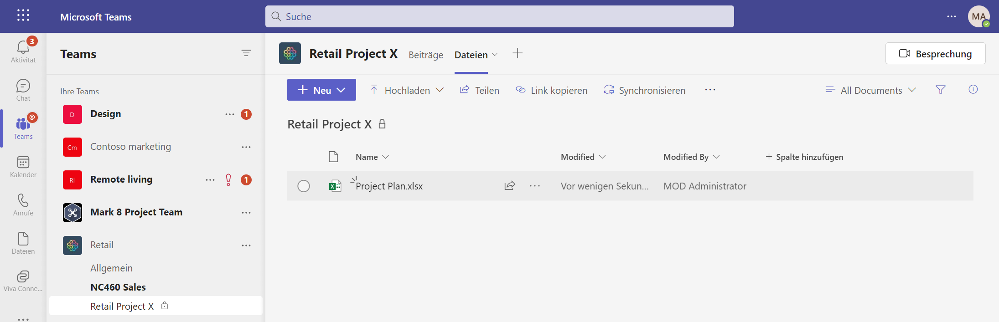 Microsoft Teams
Suche
MA
3
Aktivität
Chat
@
Teams
Kalender
Anrufe
Dateien
Viva Conne...
Teams
Ihre Teams
D
Design
1
Cm
Contoso marketing
Rl
Remote living
1
Mark 8 Project Team
Retail
Allgemein
NC460 Sales
Retail Project X
Retail Project X
Beiträge
Dateien
Besprechung
Neu
Hochladen
Teilen
Link kopieren
Synchronisieren
All Documents
Retail Project X
Name
Modified
Modified By
Spalte hinzufügen
Project Plan.xlsx
Vor wenigen Sekun...
MOD Administrator